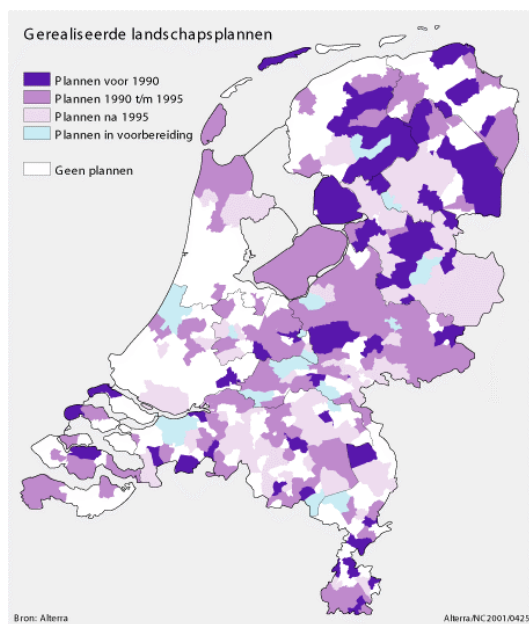 Gerealiseerde landschapsplannen
Plannen voor 1990
Plannen 1990 t/m 1995
Plannen na 1995
Plannen in voorbereiding
Geen plannen
Bron: Alterra
Alterra/NC2001/0425